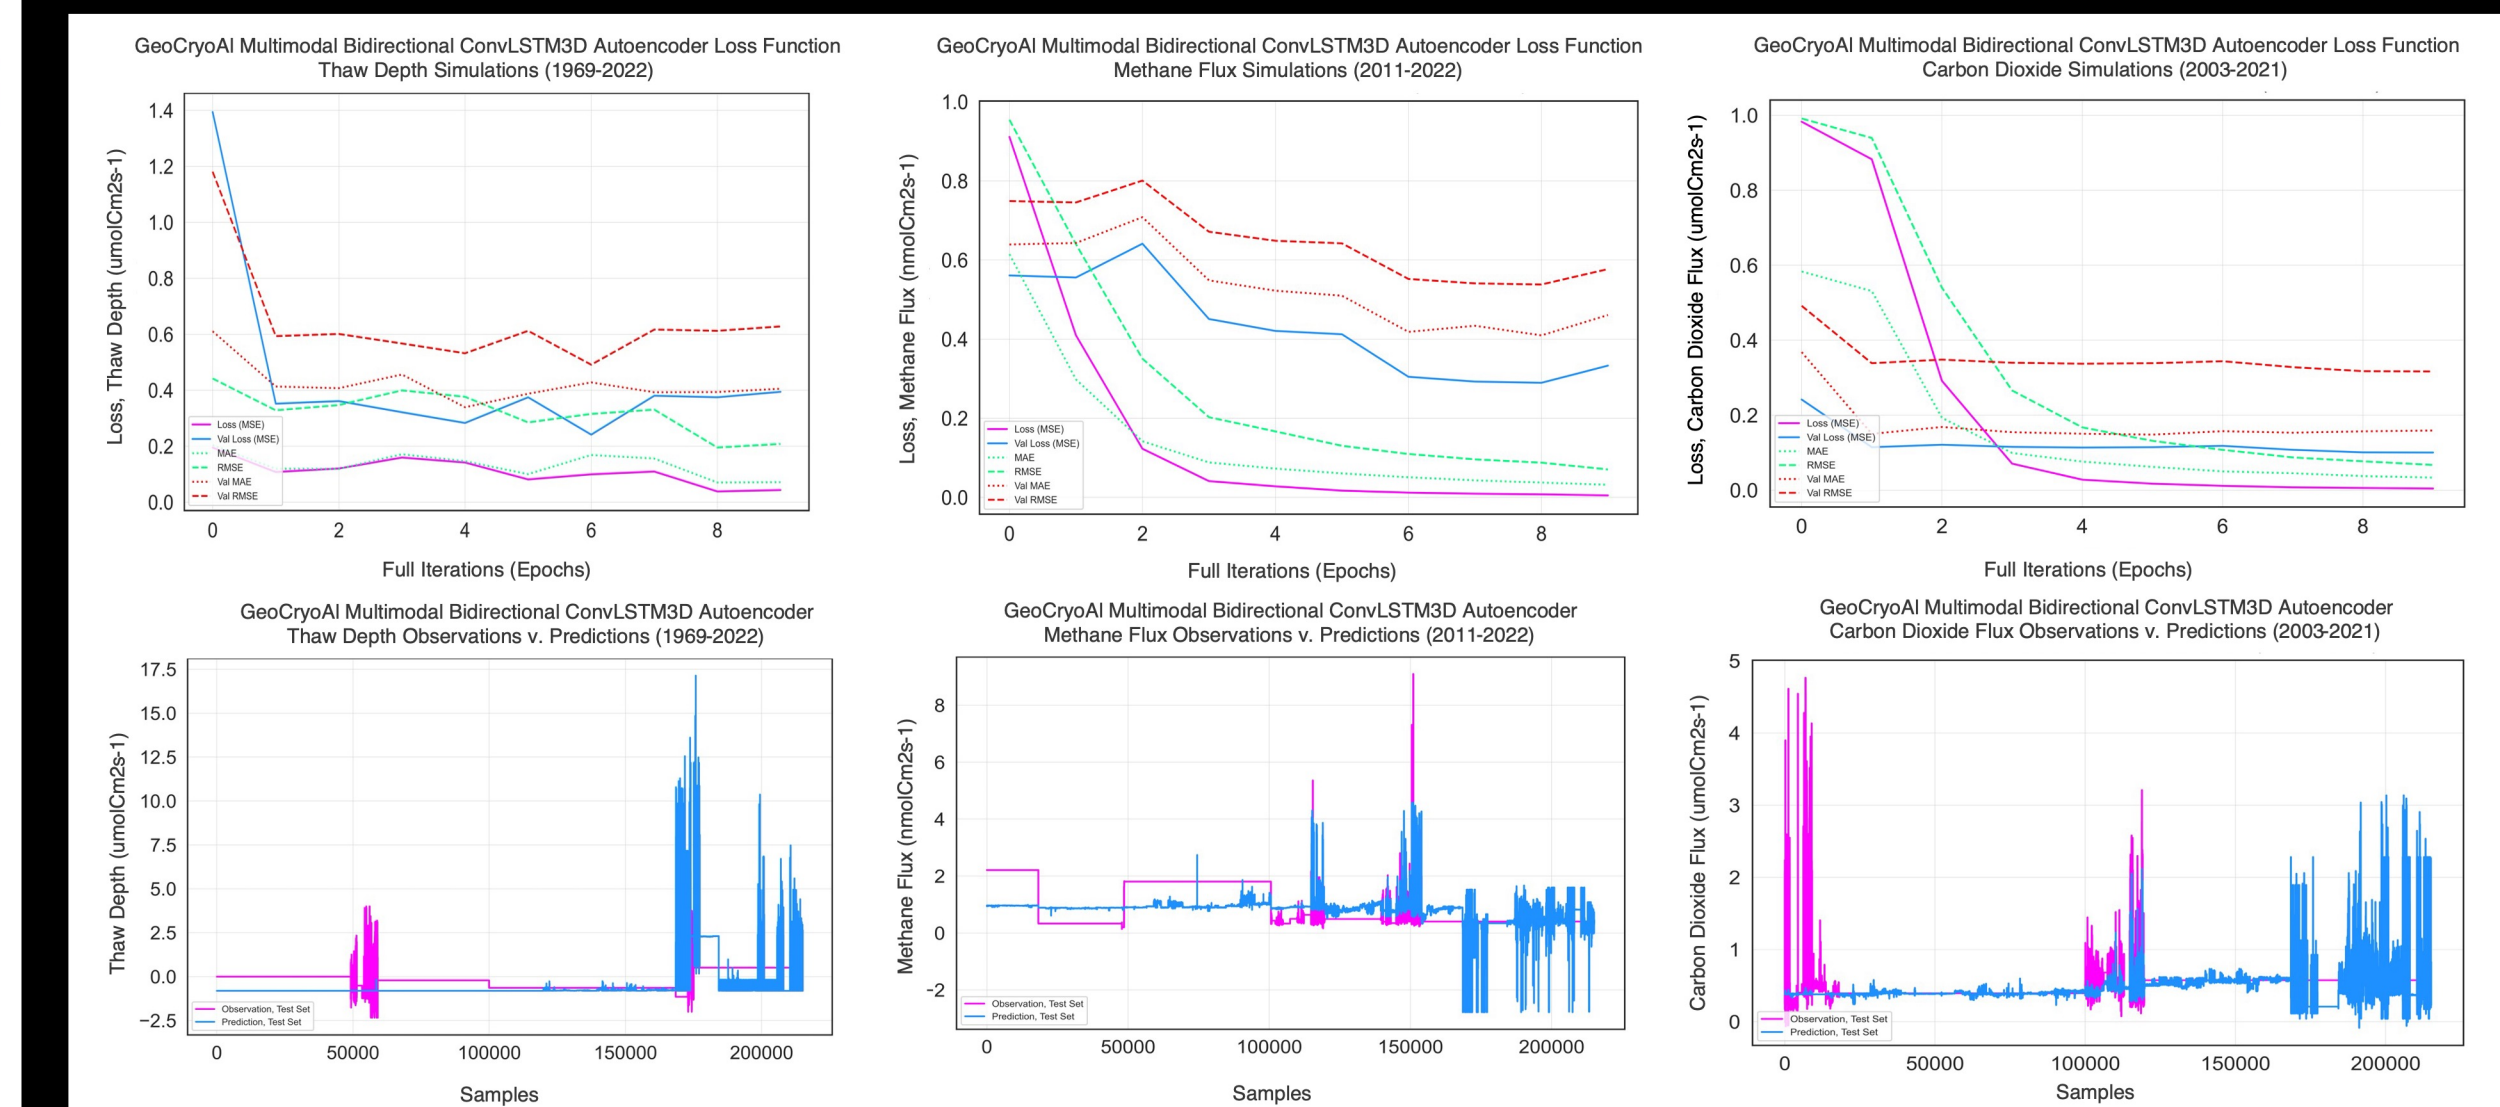 GeoCryoAI Multimodal Bidirectional ConvLSTM3D Autoencoder Loss Function
Thaw Depth Simulations (1969-2022)
Loss, Thaw Depth (umolCm2s-1)
1.4
1.2
1.0
0.8
0.6
0.4
0.2
0.0
Loss (MSE)
Val Loss (MSE)
MAE
RMSE
Val MAE
Val RMSE
0 2 4 6 8
Full Iterations (Epochs)
GeoCryoAI Multimodal Bidirectional ConvLSTM3D Autoencoder Loss Function
Methane Flux Simulations (2011-2022)
Loss, Methane Flux (nmolCm2s-1)
1.0
0.8
0.6
0.4
0.2
0.0
Loss (MSE)
Val Loss (MSE)
MAE
RMSE
Val MAE
Val RMSE
0 2 4 6 8
Full Iterations (Epochs)
GeoCryoAI Multimodal Bidirectional ConvLSTM3D Autoencoder Loss Function
Carbon Dioxide Simulations (2003-2021)
Loss, Carbon Dioxide Flux (umolCm2s-1)
1.0
0.8
0.6
0.4
0.2
0.0
Loss (MSE)
Val Loss (MSE)
MAE
RMSE
Val MAE
Val RMSE
0 2 4 6 8
Full Iterations (Epochs)
GeoCryoAI Multimodal Bidirectional ConvLSTM3D Autoencoder
Thaw Depth Observations v. Predictions (1969-2022)
Thaw Depth (umolCm2s-1)
17.5
15.0
12.5
10.0
7.5
5.0
2.5
0.0
−2.5
Observation, Test Set
Prediction, Test Set
0 50000 100000 150000 200000
Samples
GeoCryoAI Multimodal Bidirectional ConvLSTM3D Autoencoder
Methane Flux Observations v. Predictions (2011-2022)
Methane Flux (nmolCm2s-1)
8
6
4
2
0
-2
Observation, Test Set
Prediction, Test Set
0 50000 100000 150000 200000
Samples
GeoCryoAI Multimodal Bidirectional ConvLSTM3D Autoencoder
Carbon Dioxide Flux Observations v. Predictions (2003-2021)
Carbon Dioxide Flux (umolCm2s-1)
5
4
3
2
1
0
Observation, Test Set
Prediction, Test Set
0 50000 100000 150000 200000
Samples